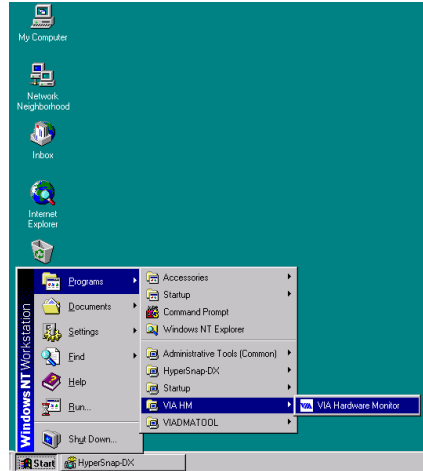 My Computer
Network
Neighborhood
Inbox
Internet
Explorer
Windows NT Workstation
Programs
Documents
Settings
Find
Help
Run...
Shut Down...
Accessories
Startup
Command Prompt
Windows NT Explorer
Administrative Tools (Common)
HyperSnap-DX
Startup
VIA HM
VIADMATOOL
VIA
VIA Hardware Monitor
Start
HyperSnap-DX